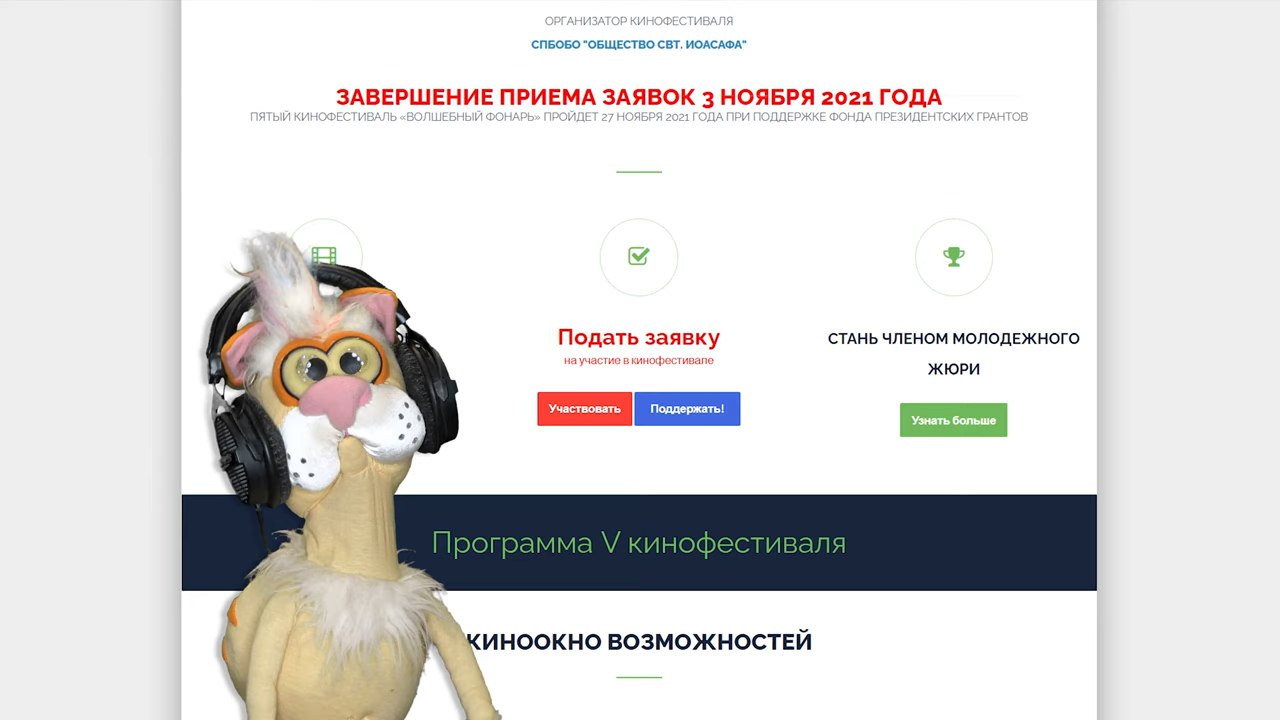 ОРГАНИЗАТОР КИНОФЕСТИВАЛЯ
СПБОБО "ОБЩЕСТВО СВТ. ИОАСАФА"
ЗАВЕРШЕНИЕ ПРИЕМА ЗАЯВОК 3 НОЯБРЯ 2021 ГОДА
ПЯТЫЙ КИНОФЕСТИВАЛЬ «ВОЛШЕБНЫЙ ФОНАРЬ» ПРОЙДЕТ 27 НОЯБРЯ 2021 ГОДА ПРИ ПОДДЕРЖКЕ ФОНДА ПРЕЗИДЕНТСКИХ ГРАНТОВ
Подать заявку
на участие в кинофестивале
Участвовать
Поддержать!
СТАНЬ ЧЛЕНОМ МОЛОДЕЖНОГО
ЖЮРИ
Узнать больше
Программа V кинофестиваля
КИНООКНО ВОЗМОЖНОСТЕЙ